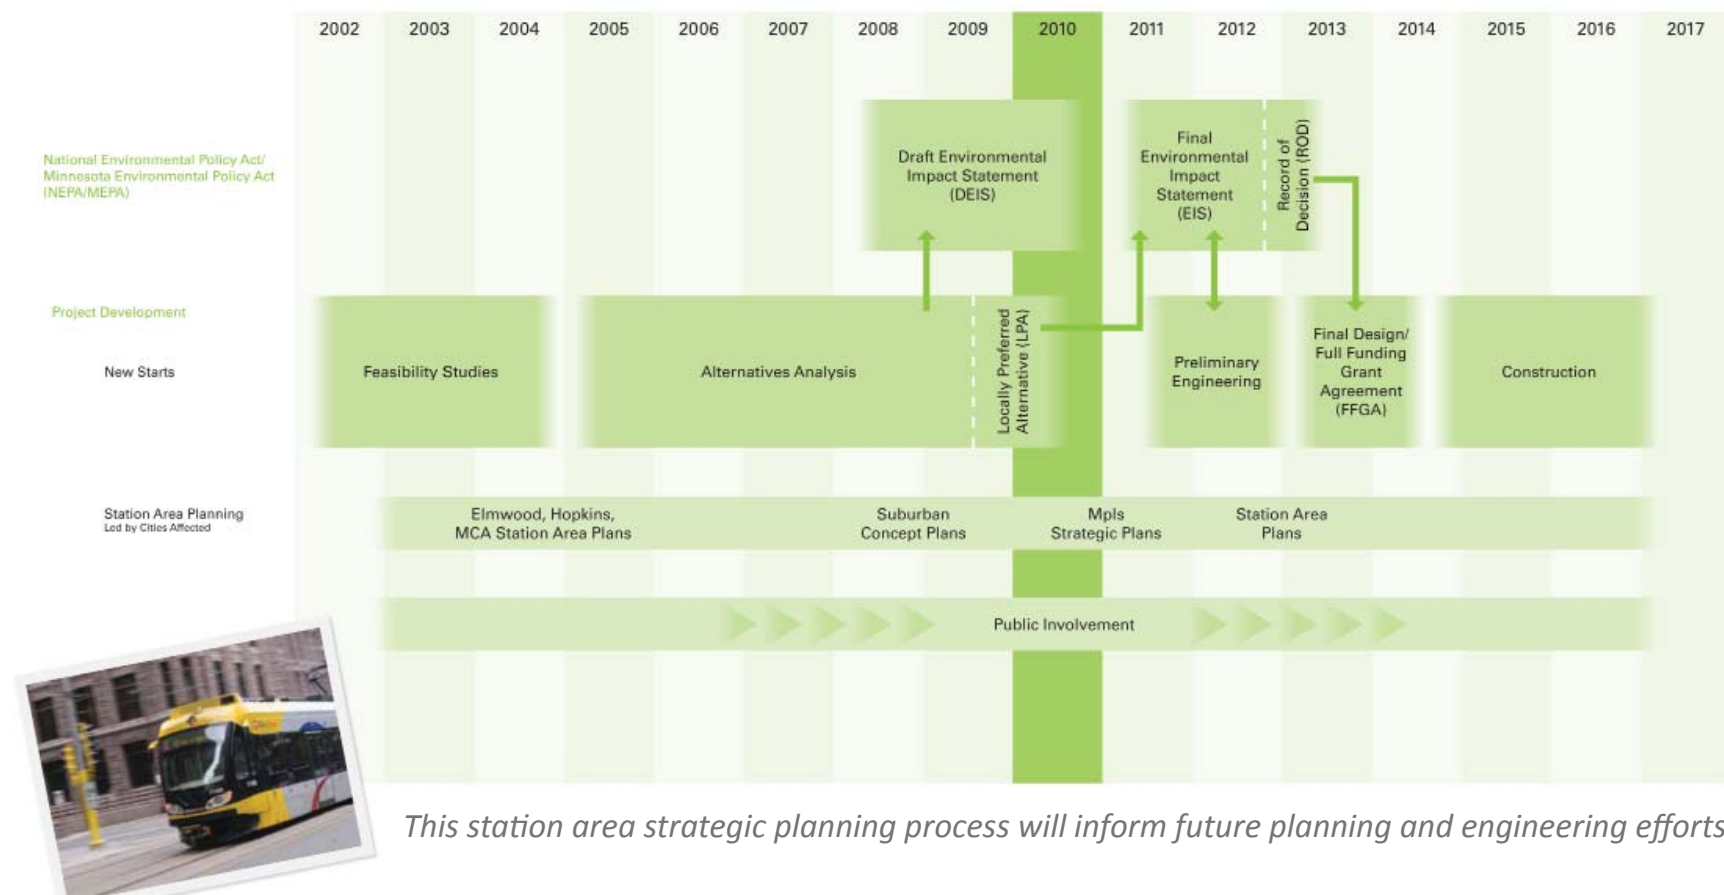 2002 2003 2004 2005 2006 2007 2008 2009 2010 2011 2012 2013 2014 2015 2016 2017
National Environmental Policy Act/
Minnesota Environmental Policy Act
(NEPA/MEPA)
Draft Environmental
Impact Statement
(DEIS)
Final
Environmental
Impact
Statement
(EIS)
Record of
Decision (ROD)
Project Development
New Starts
Feasibility Studies
Alternatives Analysis
Locally Preferred
Alternative (LPA)
Preliminary
Engineering
Final Design/
Full Funding
Grant
Agreement
(FFGA)
Construction
Station Area Planning
Led by Cities Affected
Elmwood, Hopkins,
MCA Station Area Plans
Suburban
Concept Plans
Mpls
Strategic Plans
Station Area
Plans
Public Involvement
This station area strategic planning process will inform future planning and engineering efforts